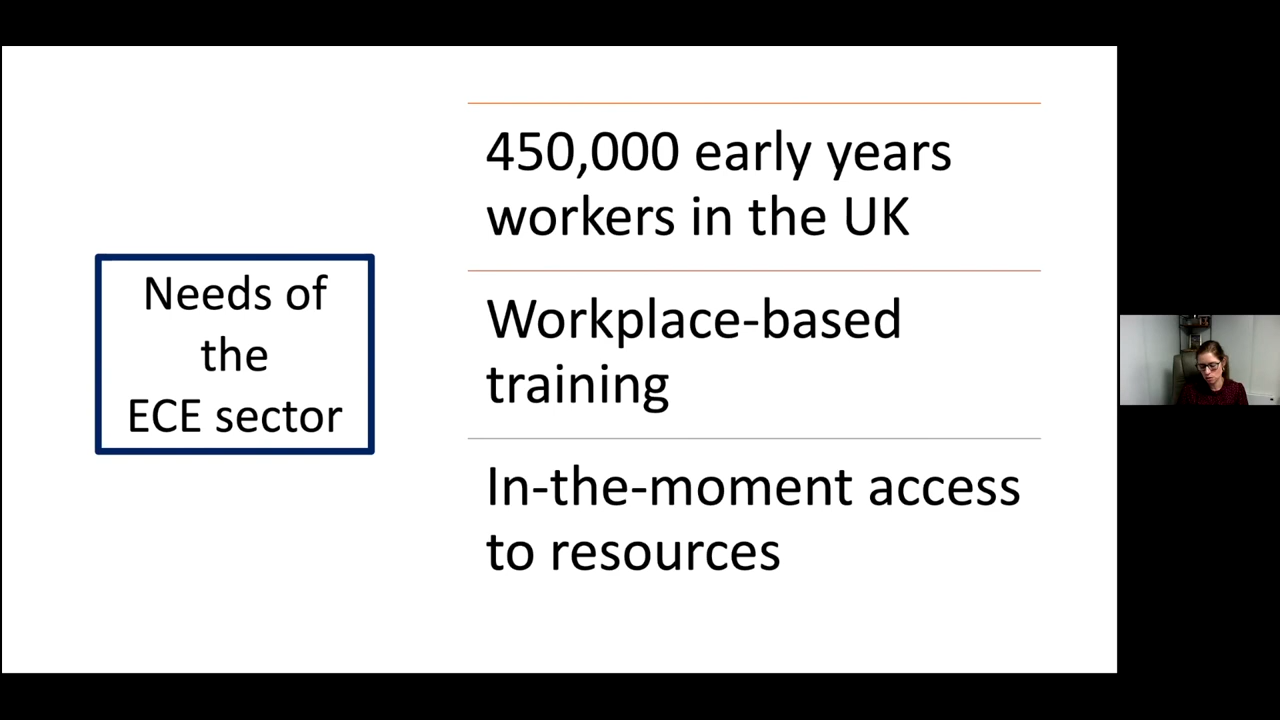 Needs of
the
ECE sector
450,000 early years
workers in the UK
Workplace-based
training
In-the-moment access
to resources